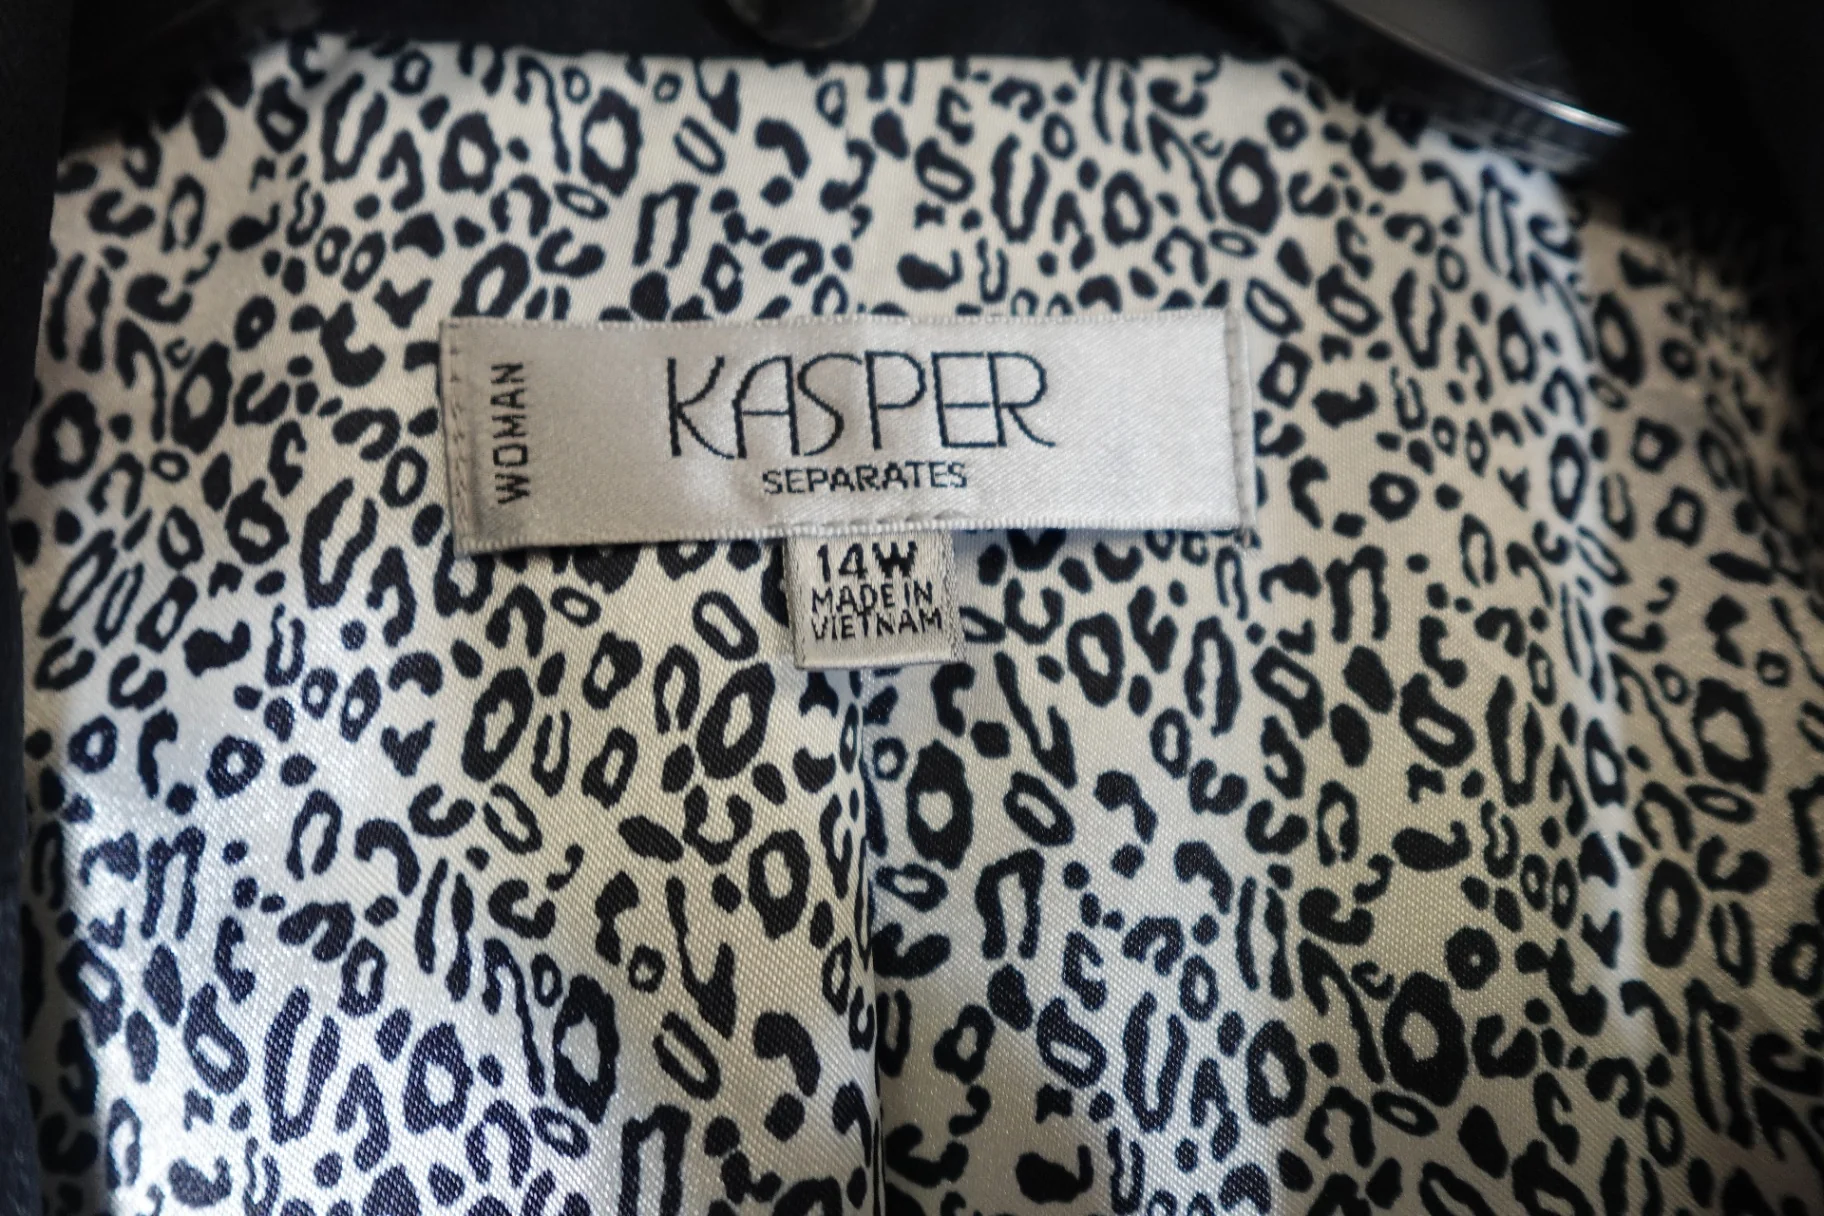 WOMAN
KASPER
SEPARATES
14W
MADE IN
VIETNAM